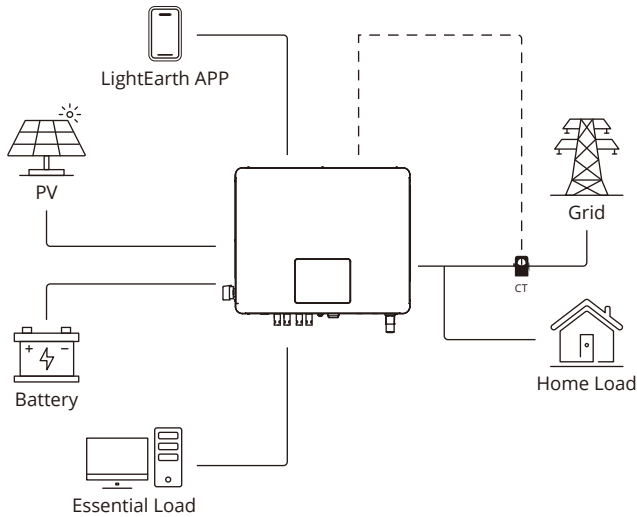 LightEarth APP
PV
Grid
CT
Home Load
+ −
Battery
Essential Load